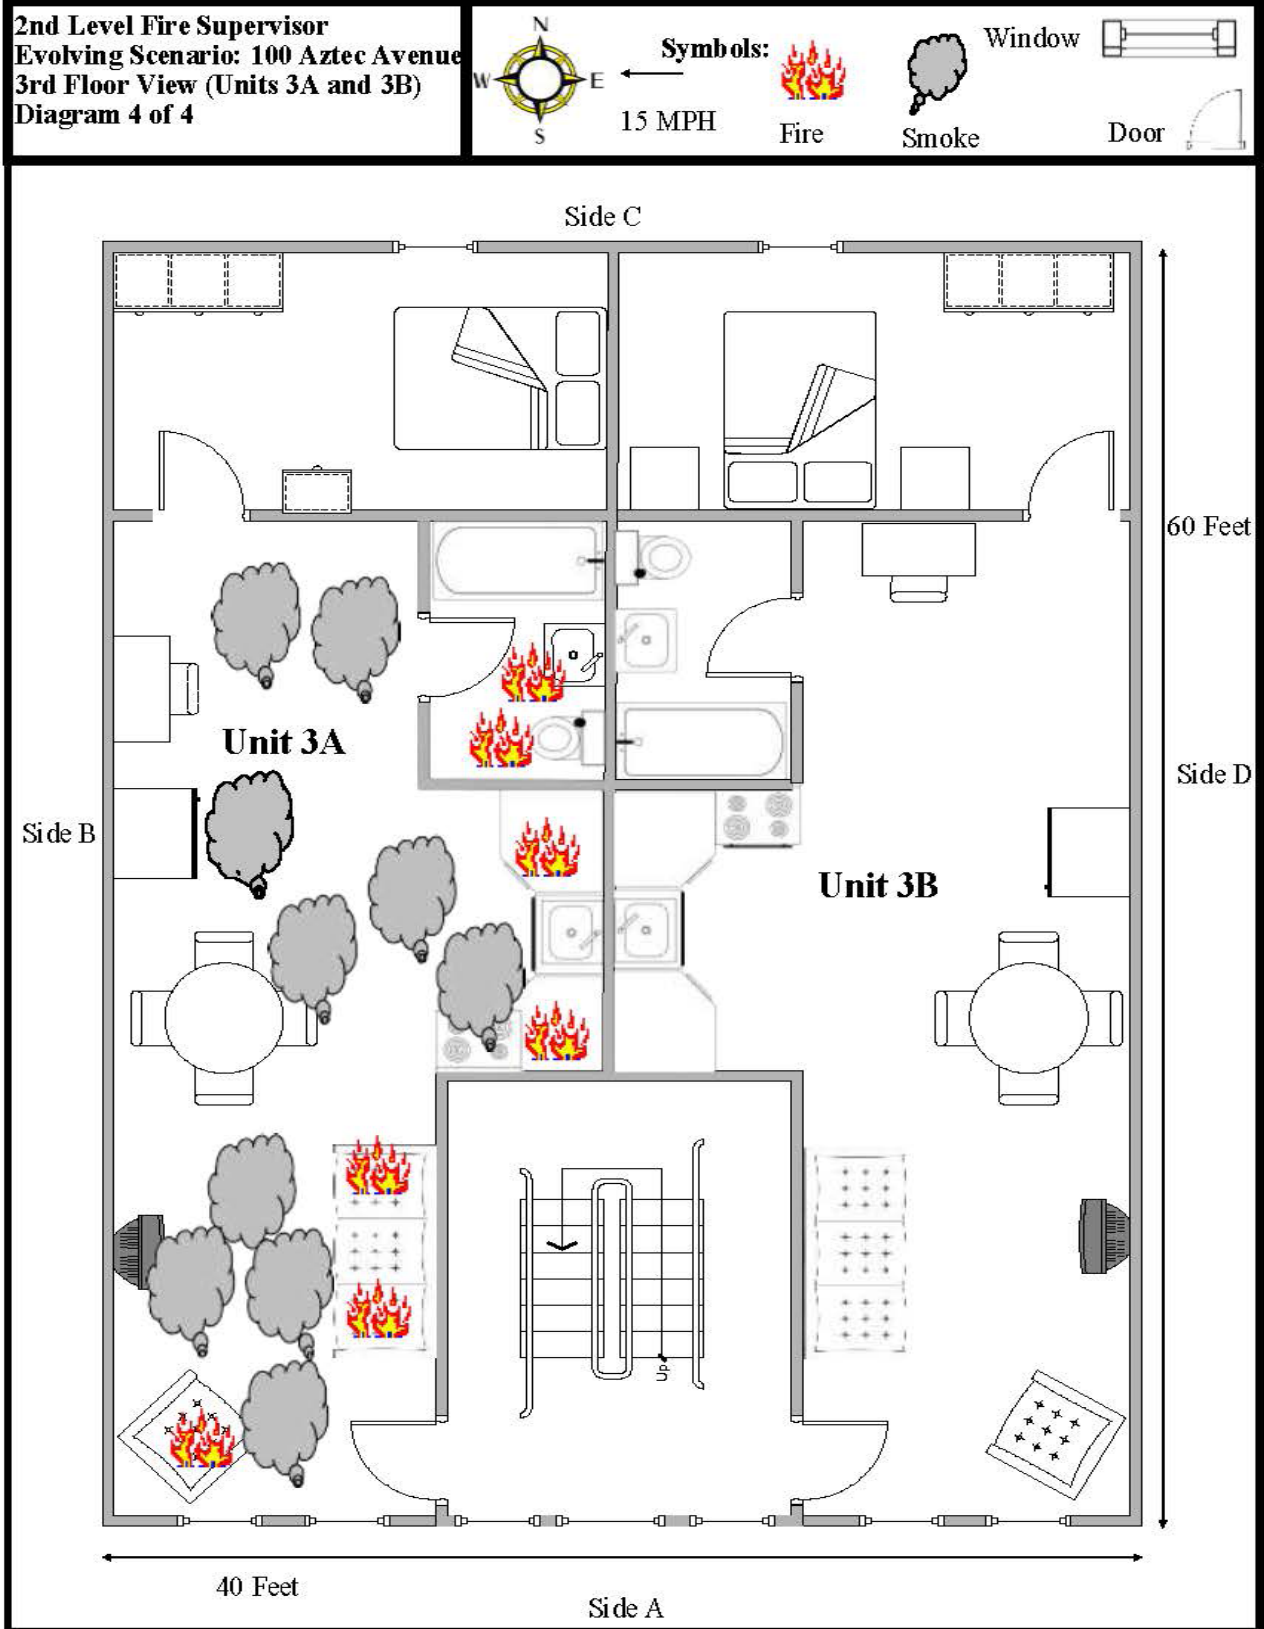 2nd Level Fire Supervisor
Evolving Scenario: 100 Aztec Avenue
3rd Floor View (Units 3A and 3B)
Diagram 4 of 4
N
W
E
S
15 MPH
Symbols:
Fire
Smoke
Window
Door
Side C
60 Feet
Unit 3A
Side D
Side B
Unit 3B
Up
40 Feet
Side A